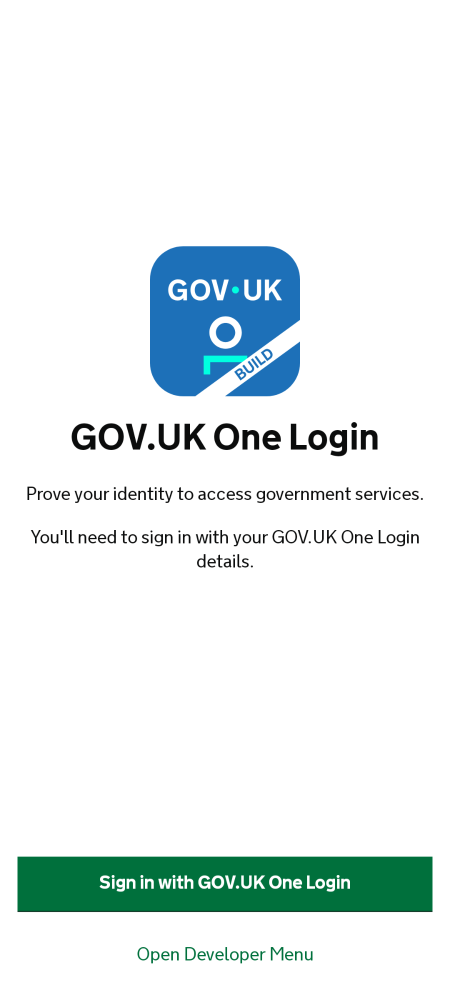 GOV·UK
BUILD
GOV.UK One Login
Prove your identity to access government services.
You'll need to sign in with your GOV.UK One Login
details.
Sign in with GOV.UK One Login
Open Developer Menu